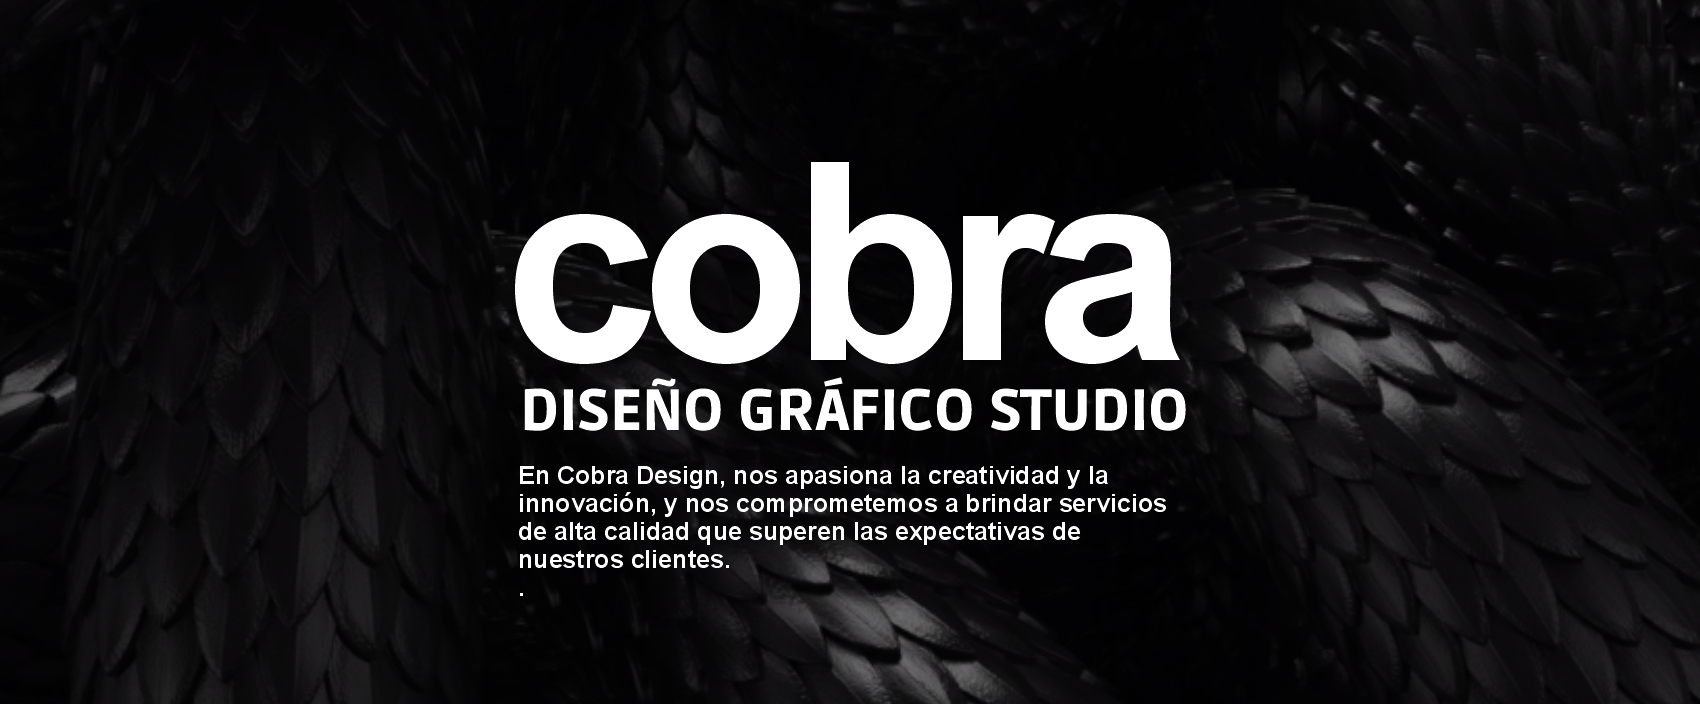 cobra
DISEÑO GRÁFICO STUDIO
En Cobra Design, nos apasiona la creatividad y la
innovación, y nos comprometemos a brindar servicios
de alta calidad que superen las expectativas de
nuestros clientes.
.